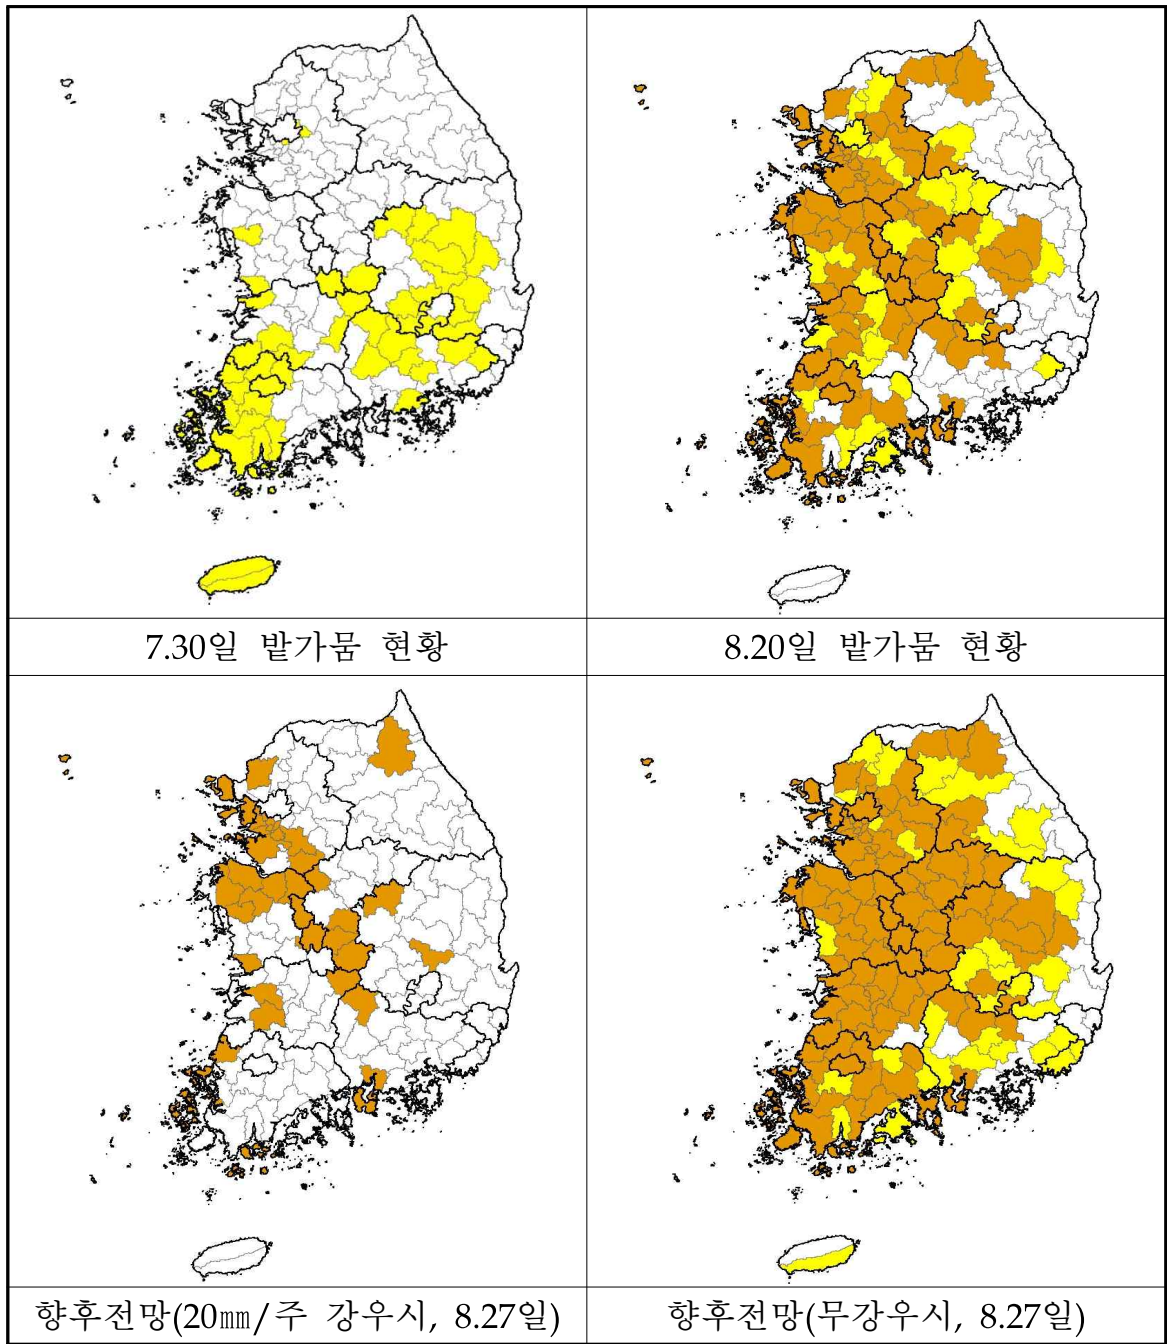 7.30일 밭가뭄 현황
8.20일 밭가뭄 현황
향후전망(20㎜/주 강우시, 8.27일)
향후전망(무강우시, 8.27일)